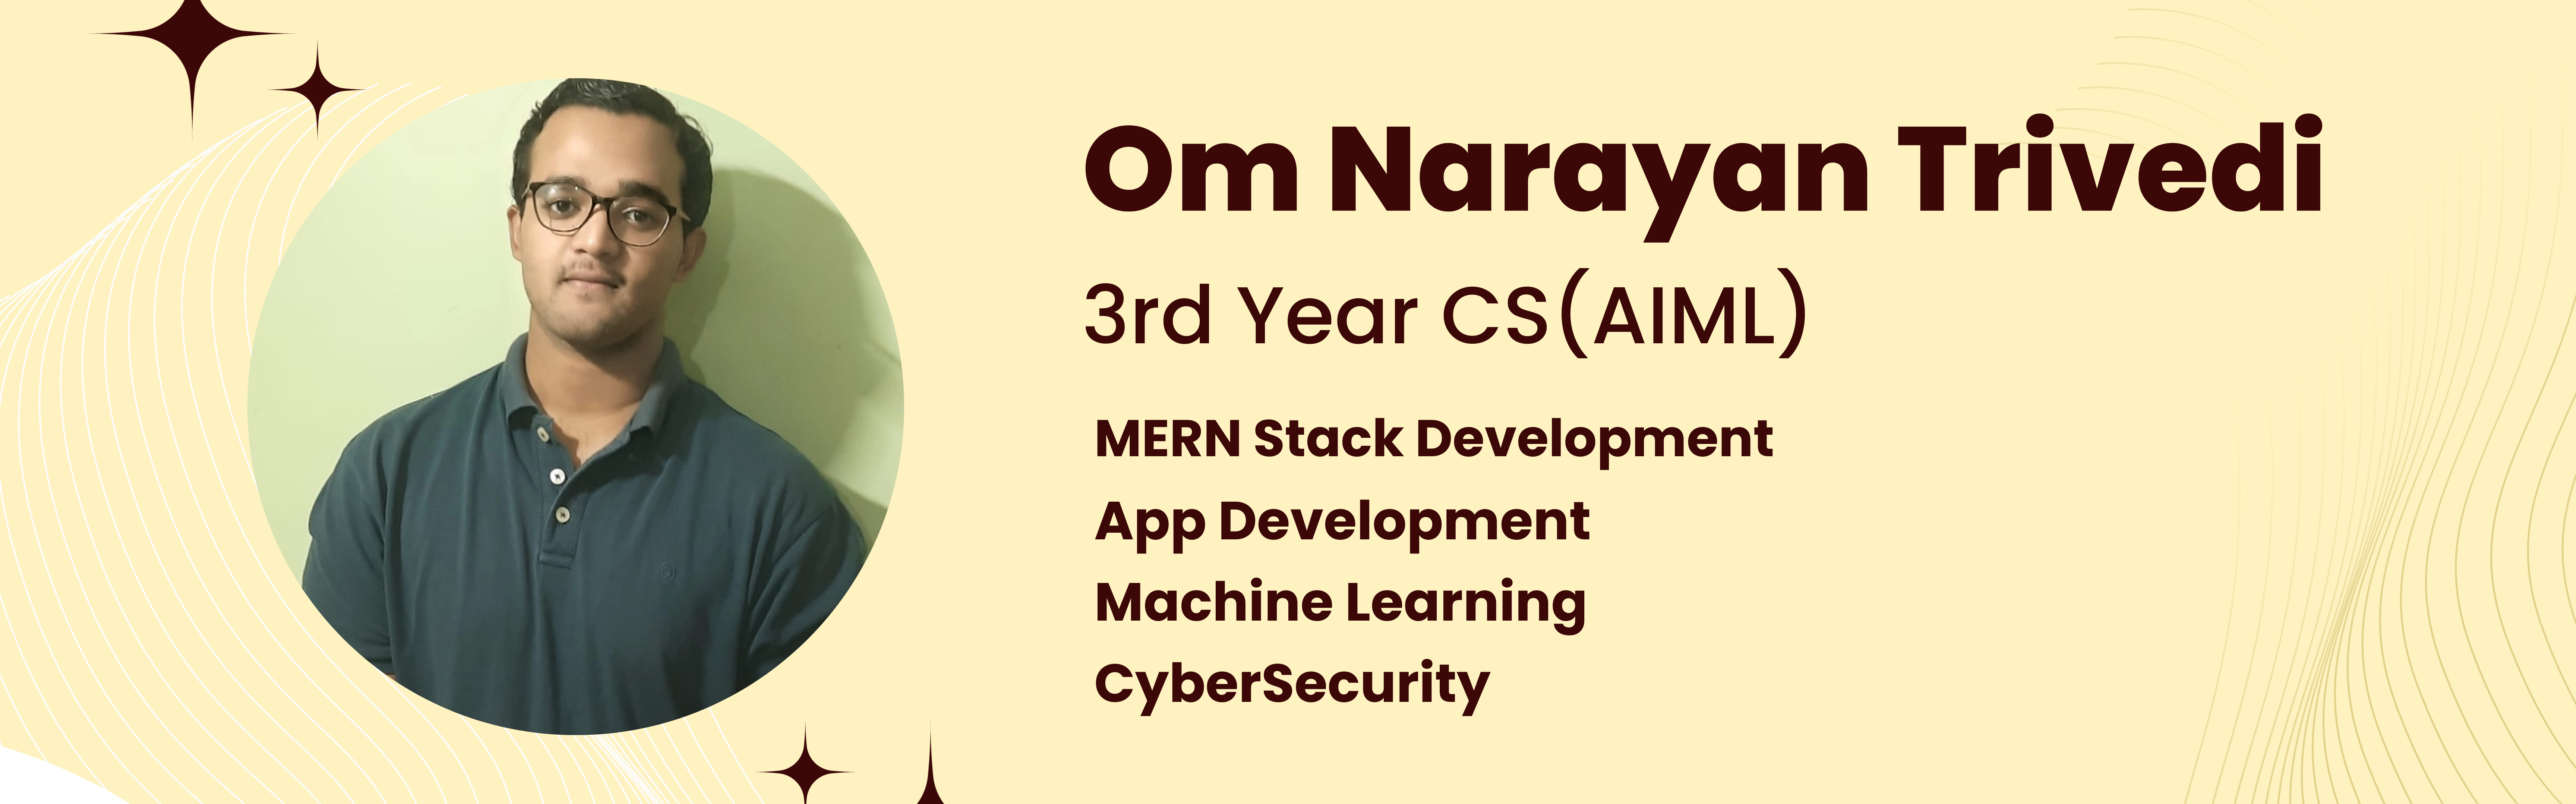 Om Narayan Trivedi
3rd Year CS(AIML)
MERN Stack Development
App Development
Machine Learning
CyberSecurity